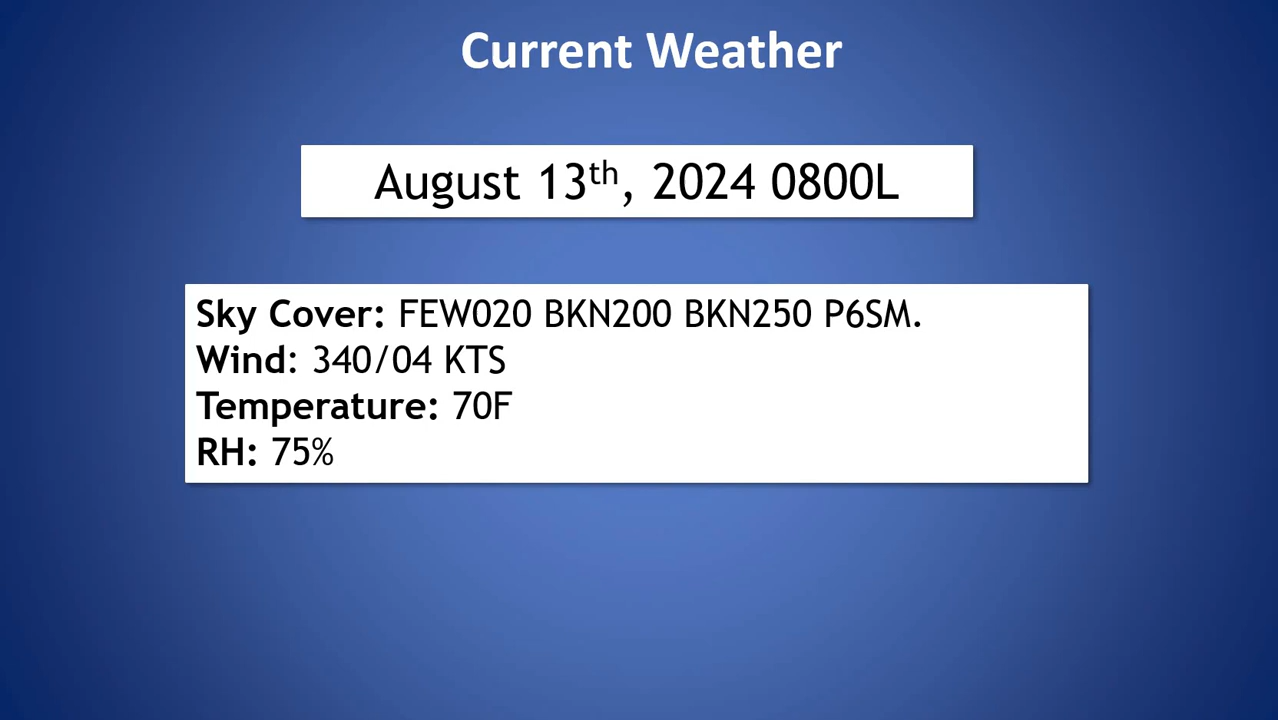 Current Weather
August 13th, 2024 0800L
Sky Cover: FEW020 BKN200 BKN250 P6SM.
Wind: 340/04 KTS
Temperature: 70F
RH: 75%